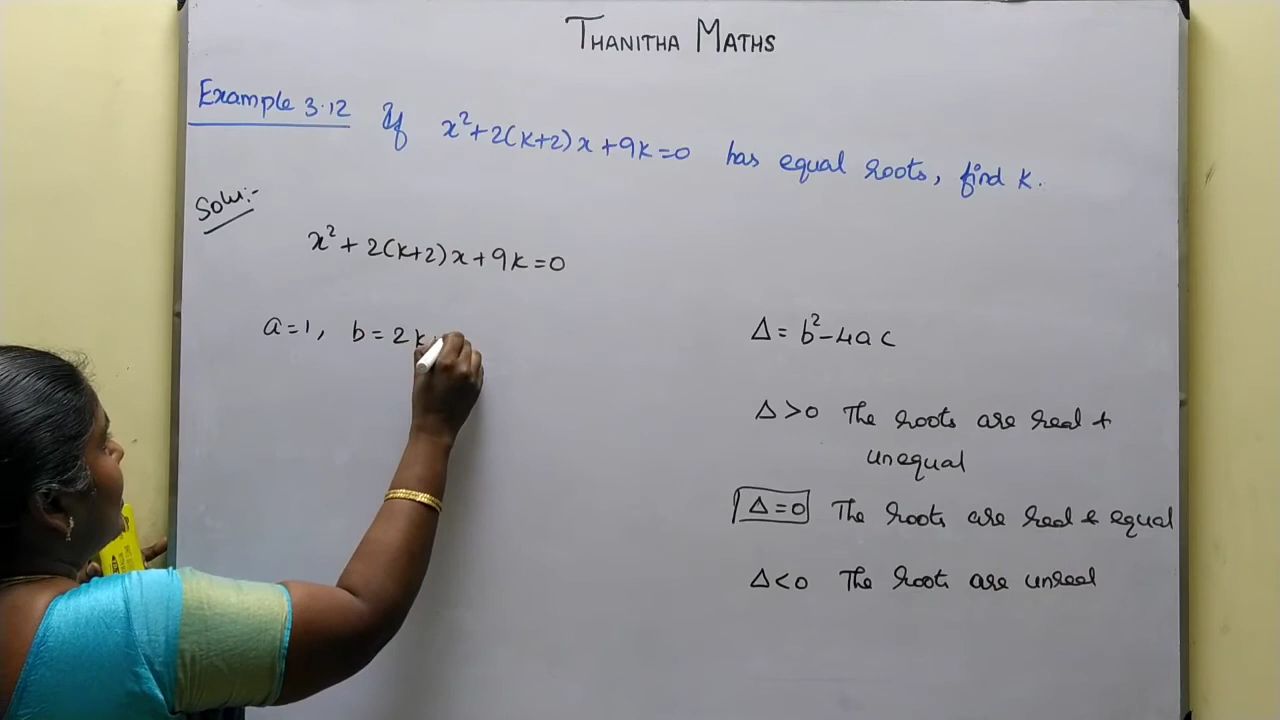 THANITHA MATHS
Example 3.12 If x²+2(k+2)x+9k=0 has equal roots, find k.
Solu:-
x²+2(k+2)x+9k=0
a=1, b=2k
Δ=b²-4ac
Δ>0 The roots are real &
unequal
Δ=0 The roots are real & equal
Δ<0 The roots are unreal